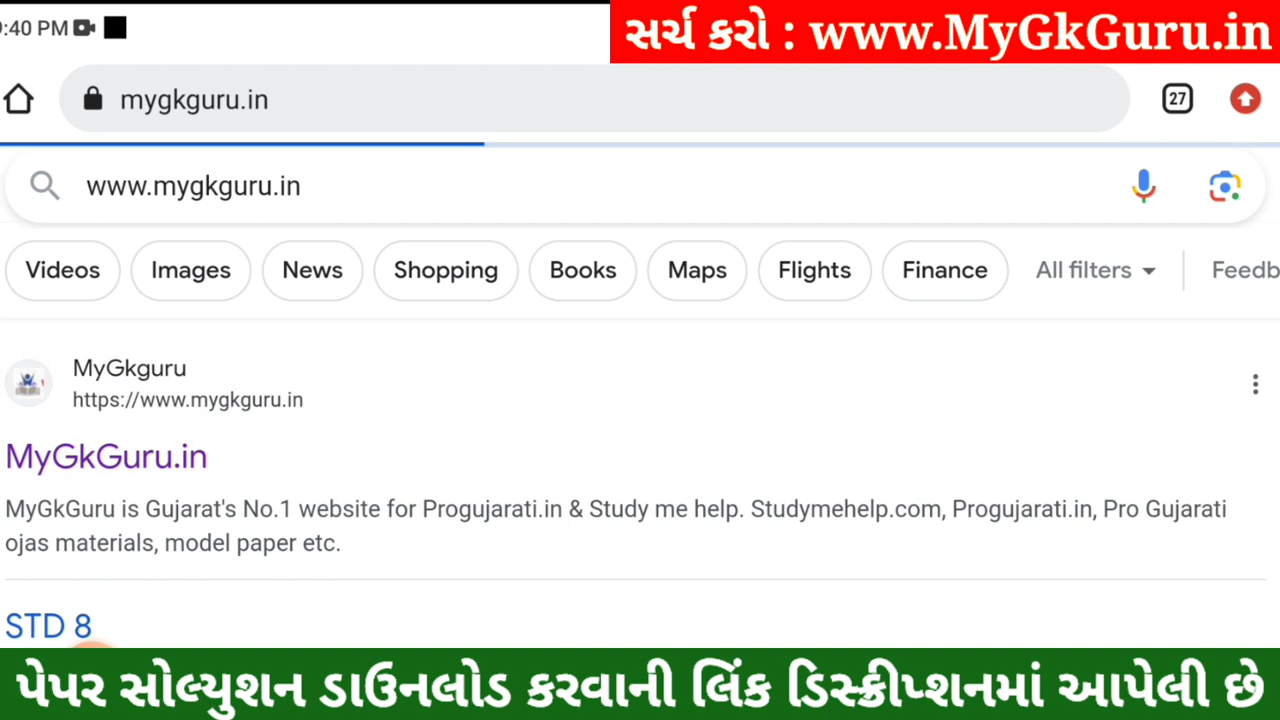 :40 PM
સર્ચ કરો : www.MyGkGuru.in
mygkguru.in
27
www.mygkguru.in
Videos
Images
News
Shopping
Books
Maps
Flights
Finance
All filters
Feedb
MyGkguru
https://www.mygkguru.in
MyGkGuru.in
MyGkGuru is Gujarat's No.1 website for Progujarati.in & Study me help. Studymehelp.com, Progujarati.in, Pro Gujarati
ojas materials, model paper etc.
STD 8
પેપર સોલ્યુશન ડાઉનલોડ કરવાની લિંક ડિસ્ક્રીપ્શનમાં આપેલી છે